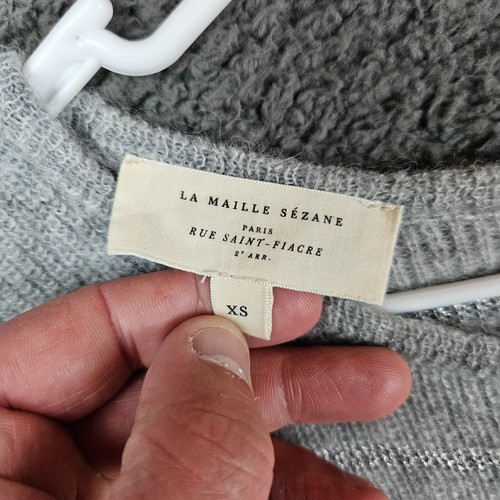 LA MAILLE SÉZANE
PARIS
RUE SAINT-FIACRE
2e ARR.
XS